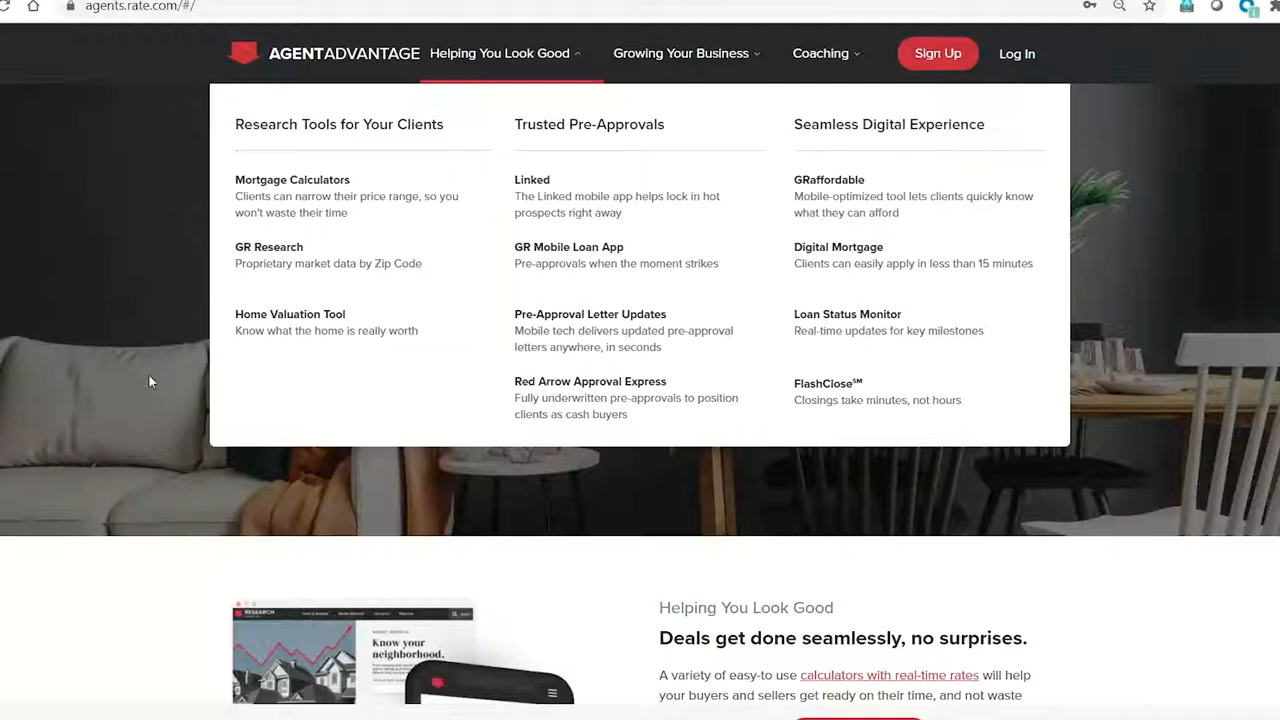 agents.rate.com/#/
AGENTADVANTAGE
Helping You Look Good
Growing Your Business
Coaching
Sign Up
Log In
Research Tools for Your Clients
Mortgage Calculators
Clients can narrow their price range, so you
won't waste their time
GR Research
Proprietary market data by Zip Code
Home Valuation Tool
Know what the home is really worth
Trusted Pre-Approvals
Linked
The Linked mobile app helps lock in hot
prospects right away
GR Mobile Loan App
Pre-approvals when the moment strikes
Pre-Approval Letter Updates
Mobile tech delivers updated pre-approval
letters anywhere, in seconds
Red Arrow Approval Express
Fully underwritten pre-approvals to position
clients as cash buyers
Seamless Digital Experience
GRaffordable
Mobile-optimized tool lets clients quickly know
what they can afford
Digital Mortgage
Clients can easily apply in less than 15 minutes
Loan Status Monitor
Real-time updates for key milestones
FlashClose℠
Closings take minutes, not hours
RESEARCH
Know your
neighborhood.
Helping You Look Good
Deals get done seamlessly, no surprises.
A variety of easy-to use calculators with real-time rates will help
your buyers and sellers get ready on their time, and not waste